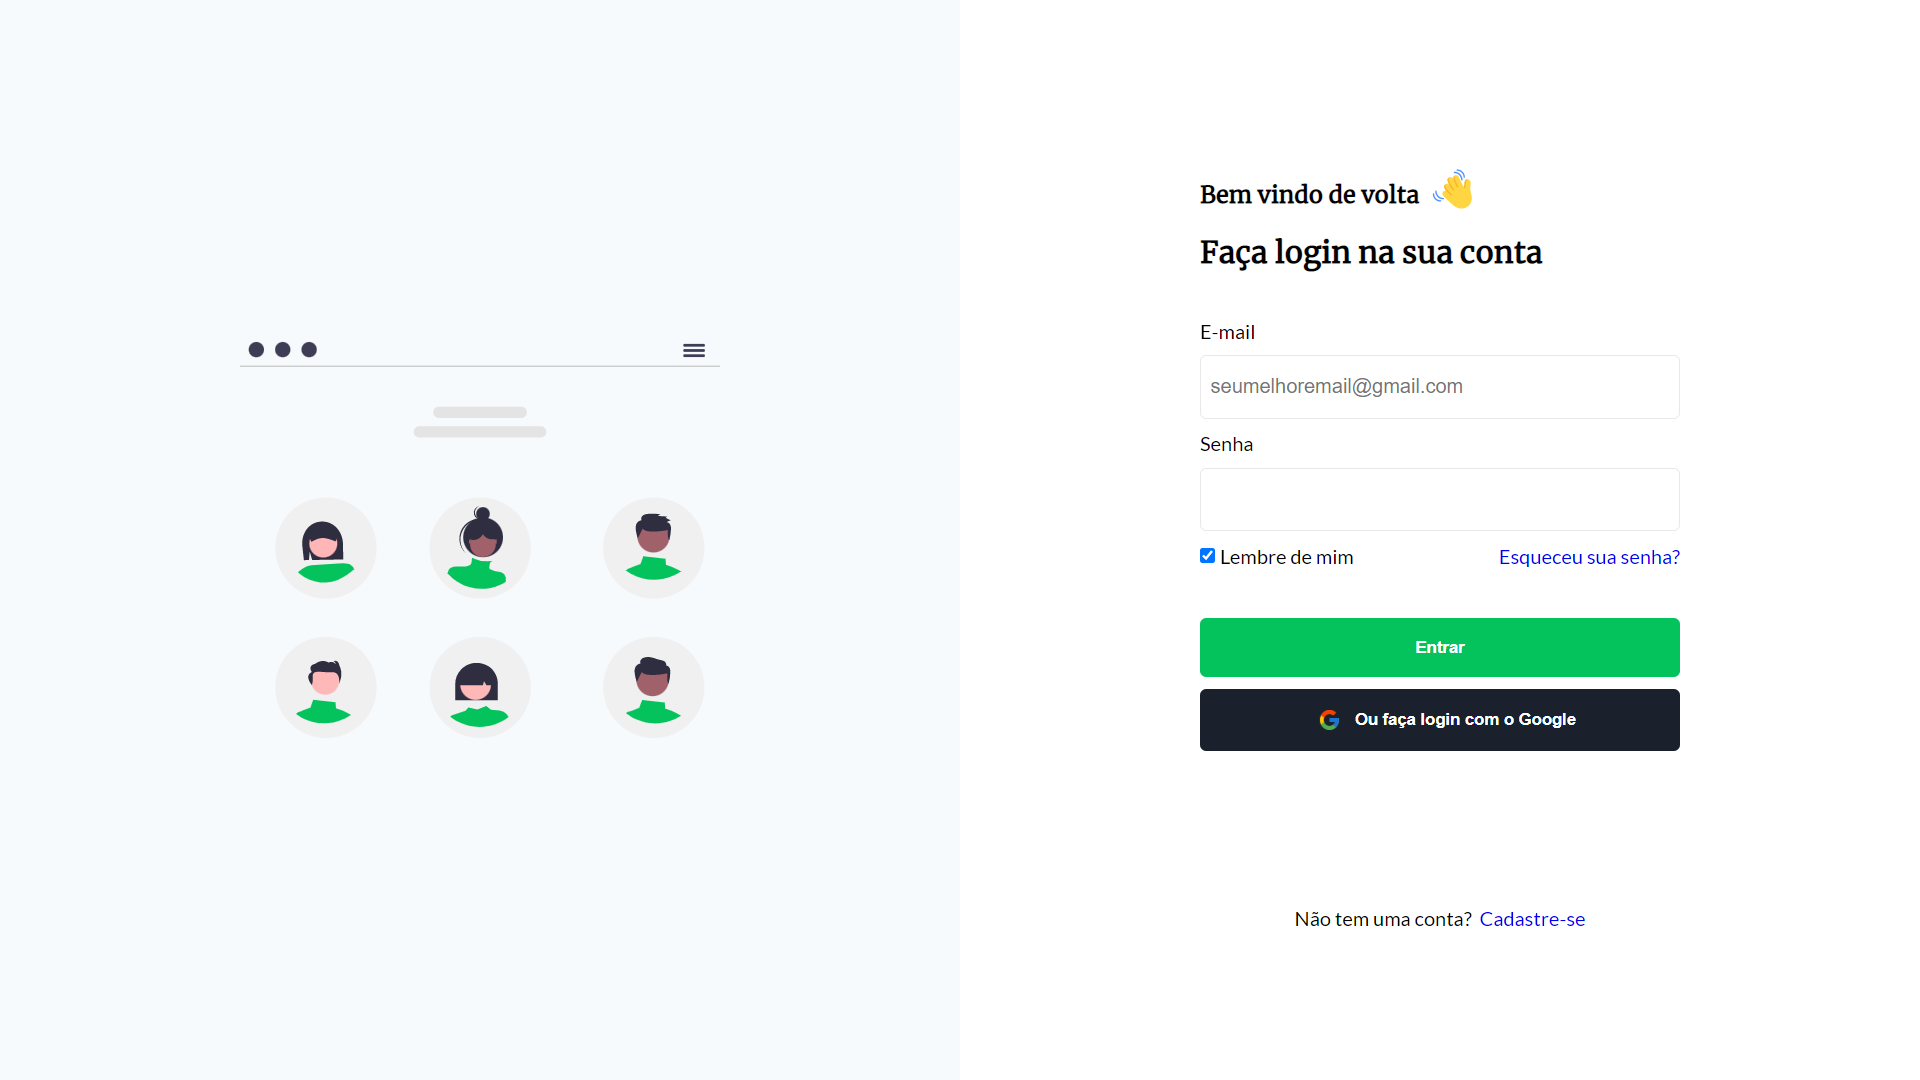 Bem vindo de volta
Faça login na sua conta
E-mail
seumelhoremail@gmail.com
Senha
Lembre de mim
Esqueceu sua senha?
Entrar
Ou faça login com o Google
Não tem uma conta? Cadastre-se